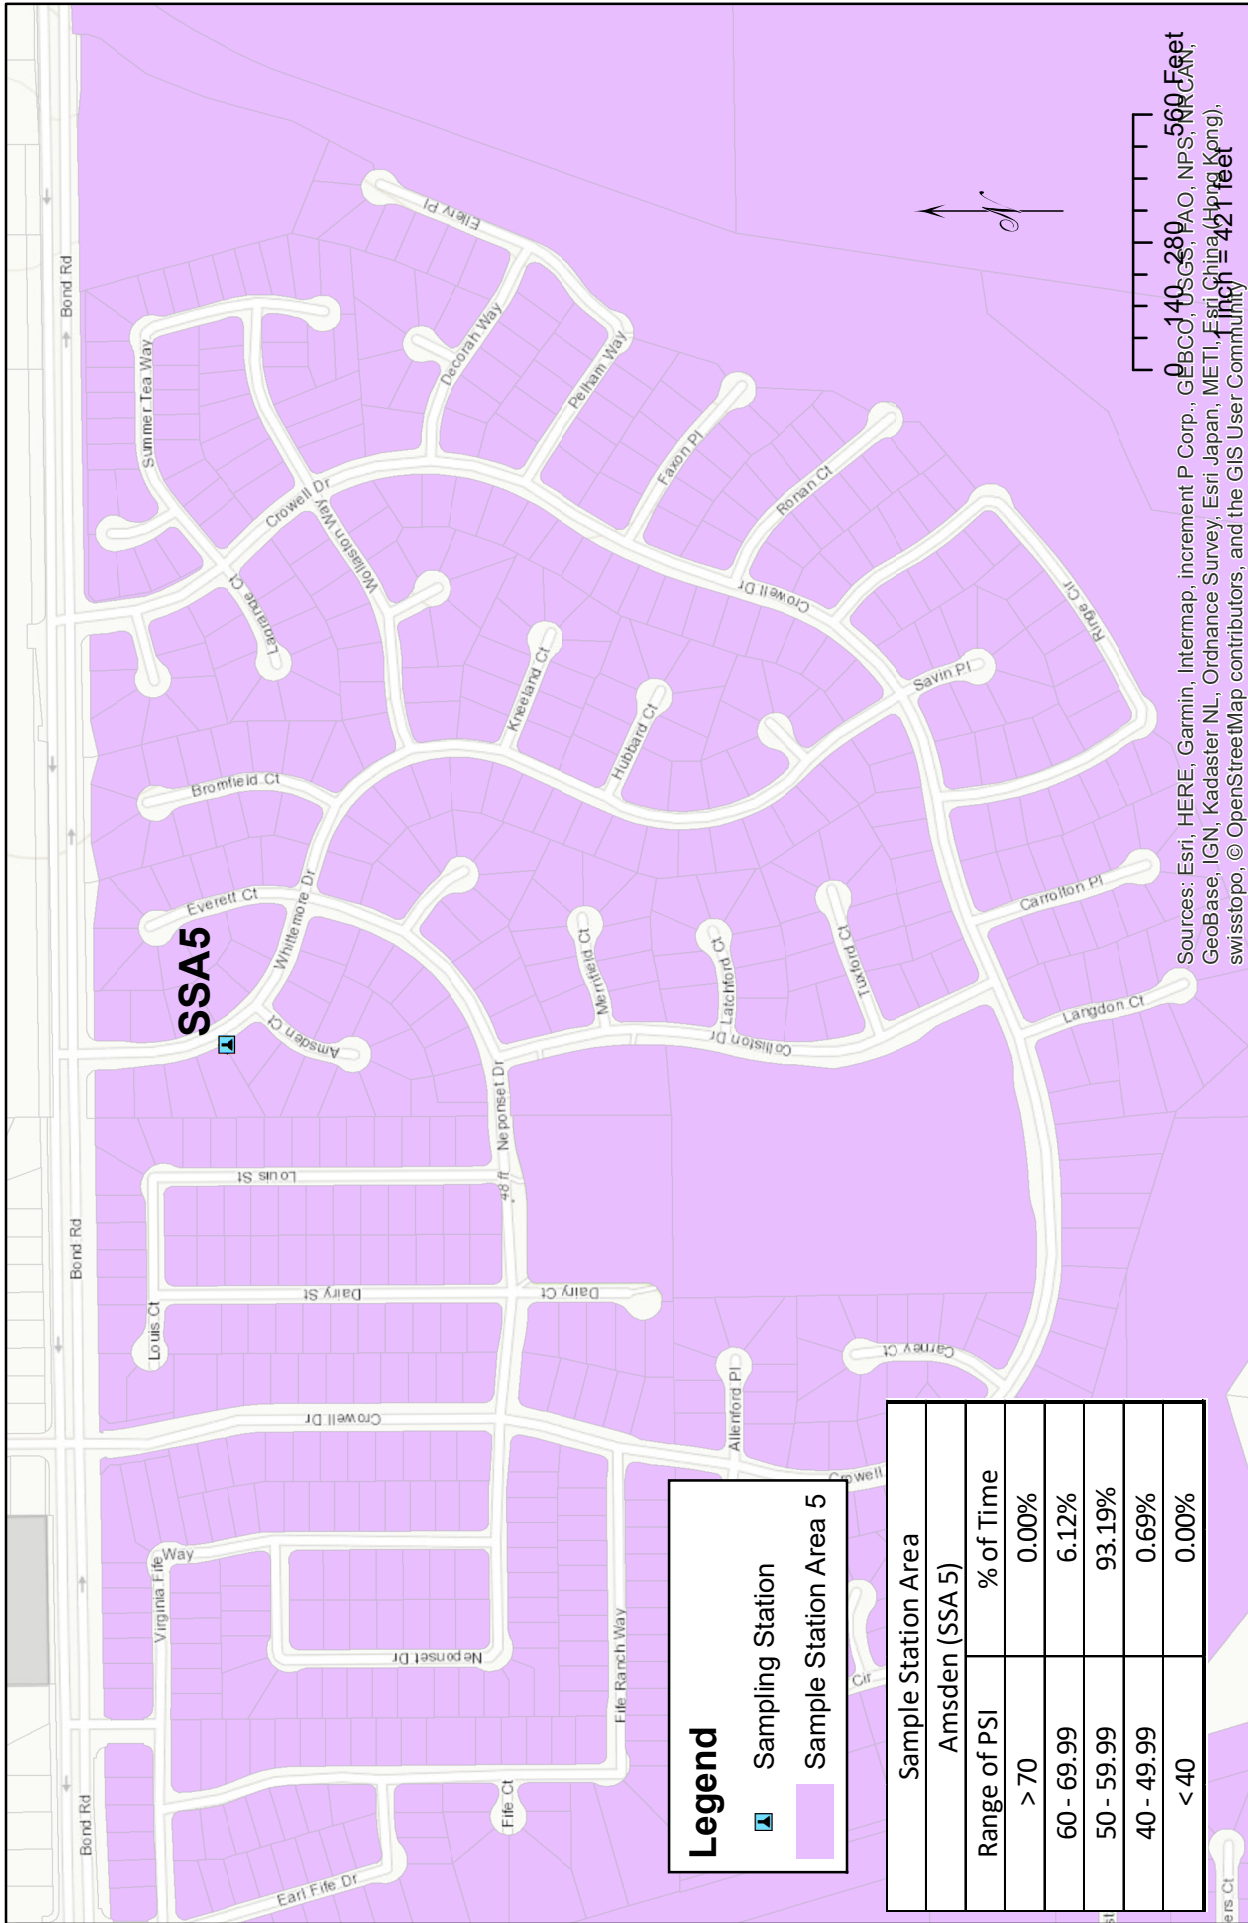 Bond Rd
Bond Rd
Bond Rd
Summer Tea Way
Ellery Pl
Dacorah Way
Pelham Way
Crowell Dr
Wollaston Way
Lagrange Ct
Faxon Pl
Ronan Ct
Crowell Dr
Ringe Cir
Savin Pl
Kneeland Ct
Hubbard Ct
Bromfield Ct
Everett Ct
Whittemore Dr
SSA5
Amsden Ct
Merrifield Ct
Latchford Ct
Tuxford Ct
Colliston Dr
Carrolton Pl
Langdon Ct
Neponset Dr
48 ft
Louis St
Louis Ct
Dairy St
Dairy Ct
Crowell Dr
Allenford Pl
Carney Ct
Crowell
Virginia Fife Way
Neponset Dr
Fife Ranch Way
Fife Ct
Earl Fife Dr
Cir
st
ers Ct
Legend
Sampling Station
Sample Station Area 5
Sample Station Area
Amsden (SSA 5)
Range of PSI % of Time
> 70 0.00%
60 - 69.99 6.12%
50 - 59.99 93.19%
40 - 49.99 0.69%
< 40 0.00%
N
0 140 280 560 Feet
1 inch = 421 feet
Sources: Esri, HERE, Garmin, Intermap, increment P Corp., GEBCO, USGS, FAO, NPS, NRCAN,
GeoBase, IGN, Kadaster NL, Ordnance Survey, Esri Japan, METI, Esri China (Hong Kong),
swisstopo, © OpenStreetMap contributors, and the GIS User Community